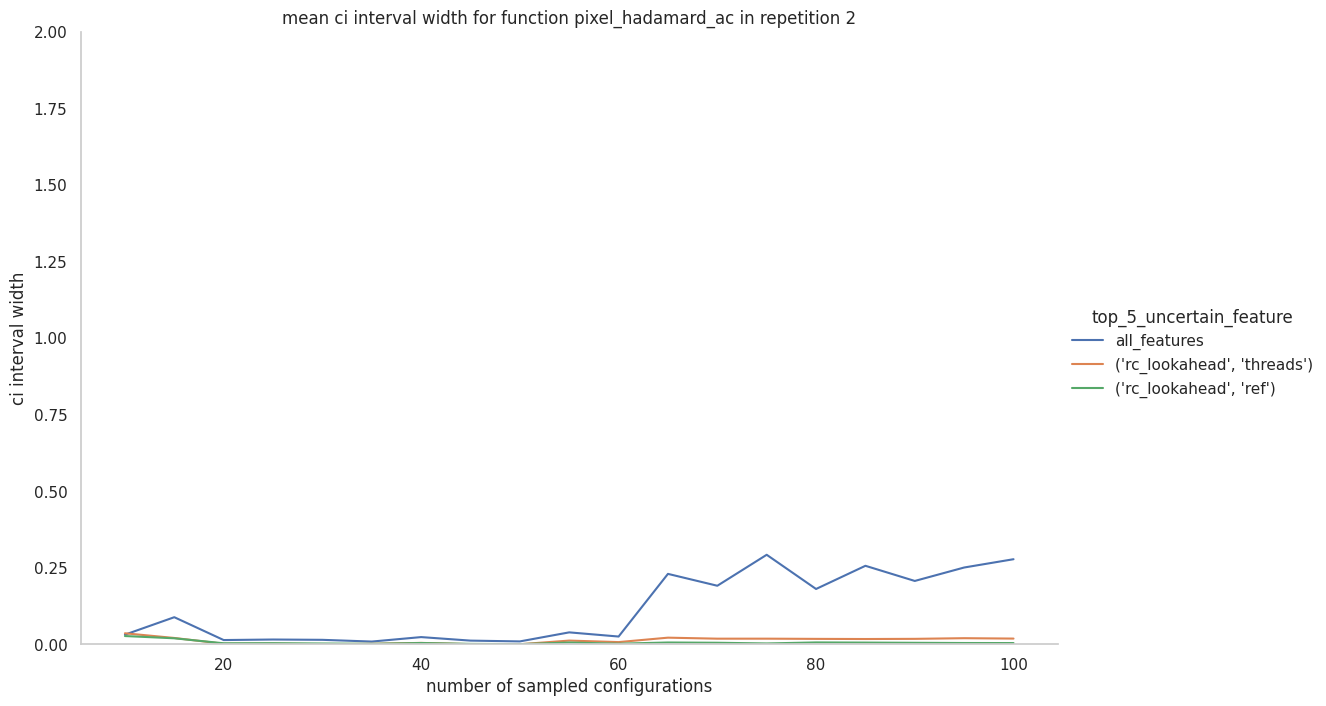 mean ci interval width for function pixel_hadamard_ac in repetition 2
2.00
1.75
1.50
1.25
1.00
0.75
0.50
0.25
0.00
ci interval width
20
40
60
80
100
number of sampled configurations
top_5_uncertain_feature
all_features
('rc_lookahead', 'threads')
('rc_lookahead', 'ref')